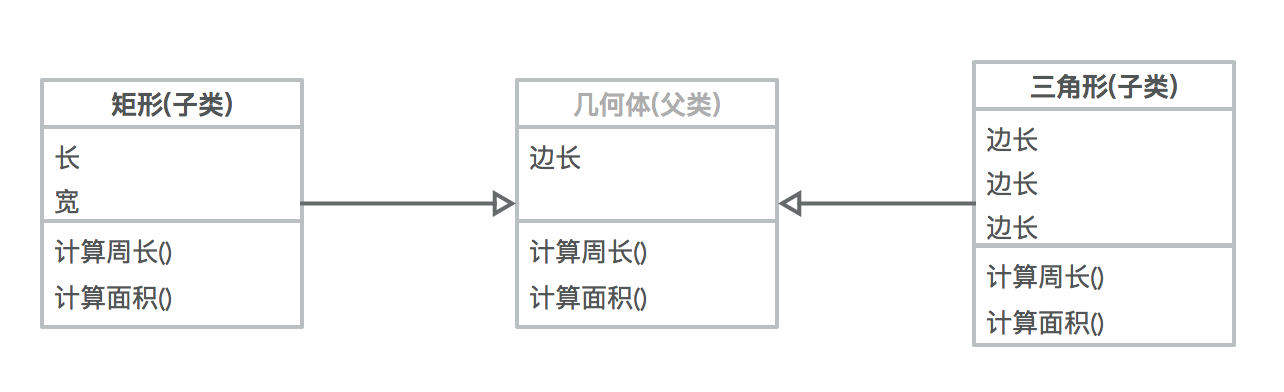 矩形(子类)
长
宽
计算周长()
计算面积()
几何体(父类)
边长
计算周长()
计算面积()
三角形(子类)
边长
边长
边长
计算周长()
计算面积()